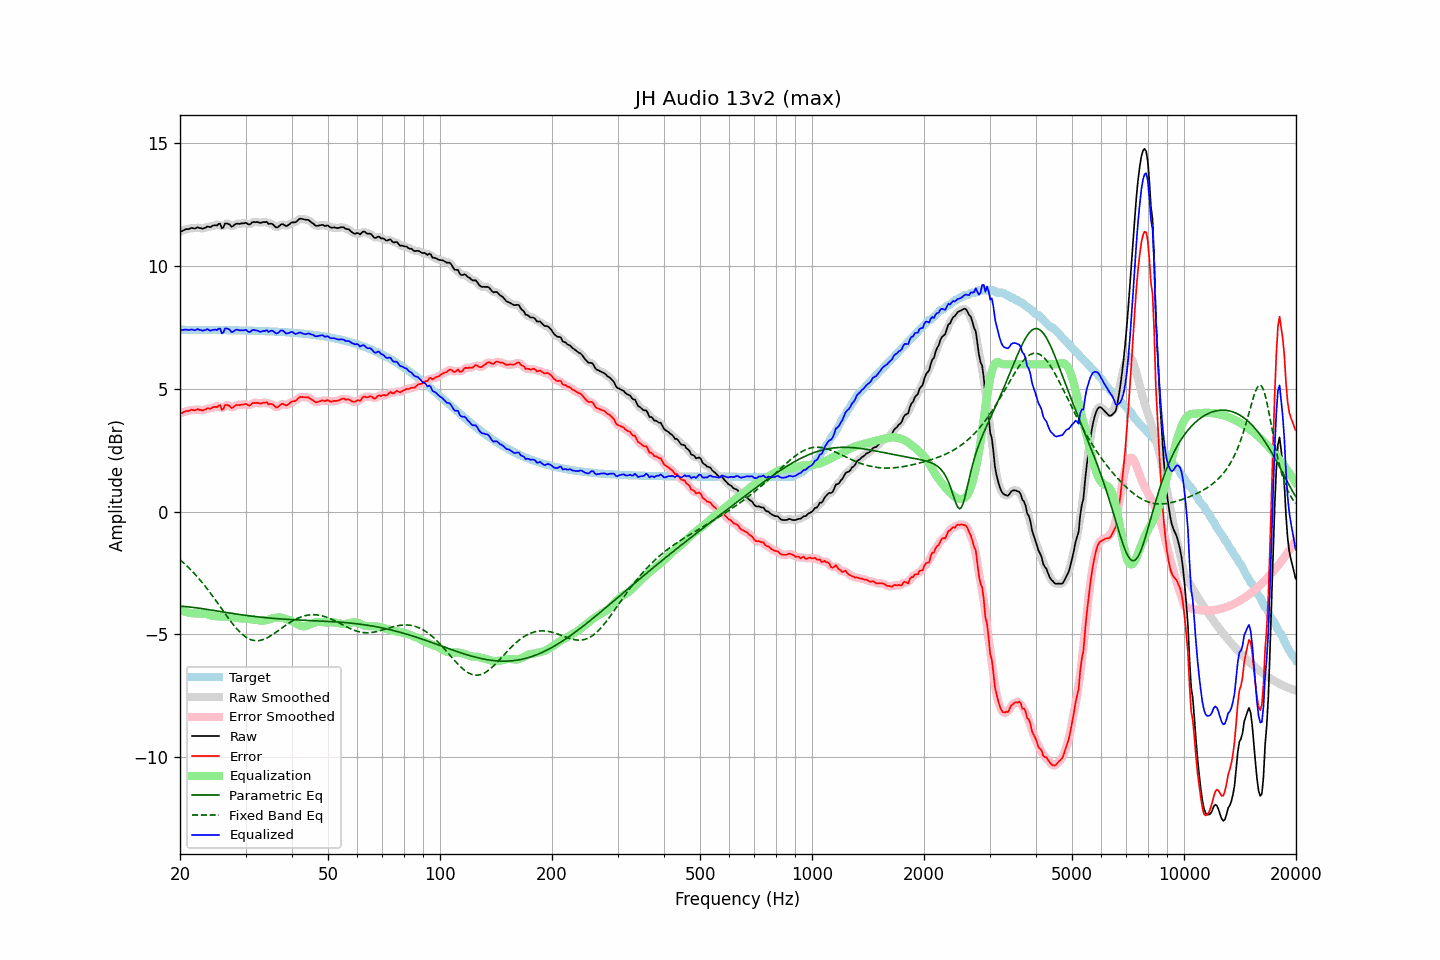 JH Audio 13v2 (max)
Amplitude (dBr)
15
10
5
0
−5
−10
Target
Raw Smoothed
Error Smoothed
Raw
Error
Equalization
Parametric Eq
Fixed Band Eq
Equalized
20 50 100 200 500 1000 2000 5000 10000 20000
Frequency (Hz)